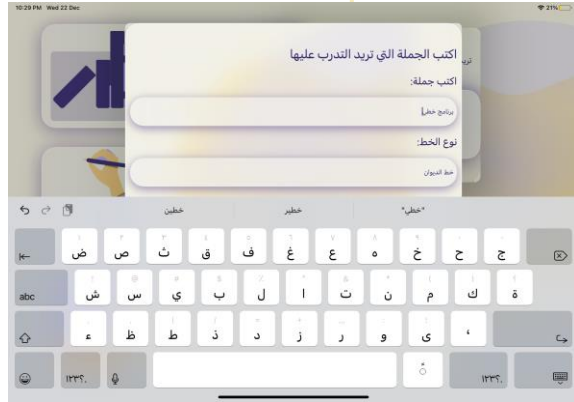 10:29 PM Wed 22 Dec
21%
اكتب الجملة التي تريد التدرب عليها
اكتب جملة:
برنامج خطي
نوع الخط:
خط الديوان
خطين خطير "خطي"
ض ص ث ق ف غ ع ه خ ح ج
abc ش س ي ب ل ا ت ن م ك ة
ء ظ ط ذ د ز ر و ى ،
.؟١٢٣ .؟١٢٣